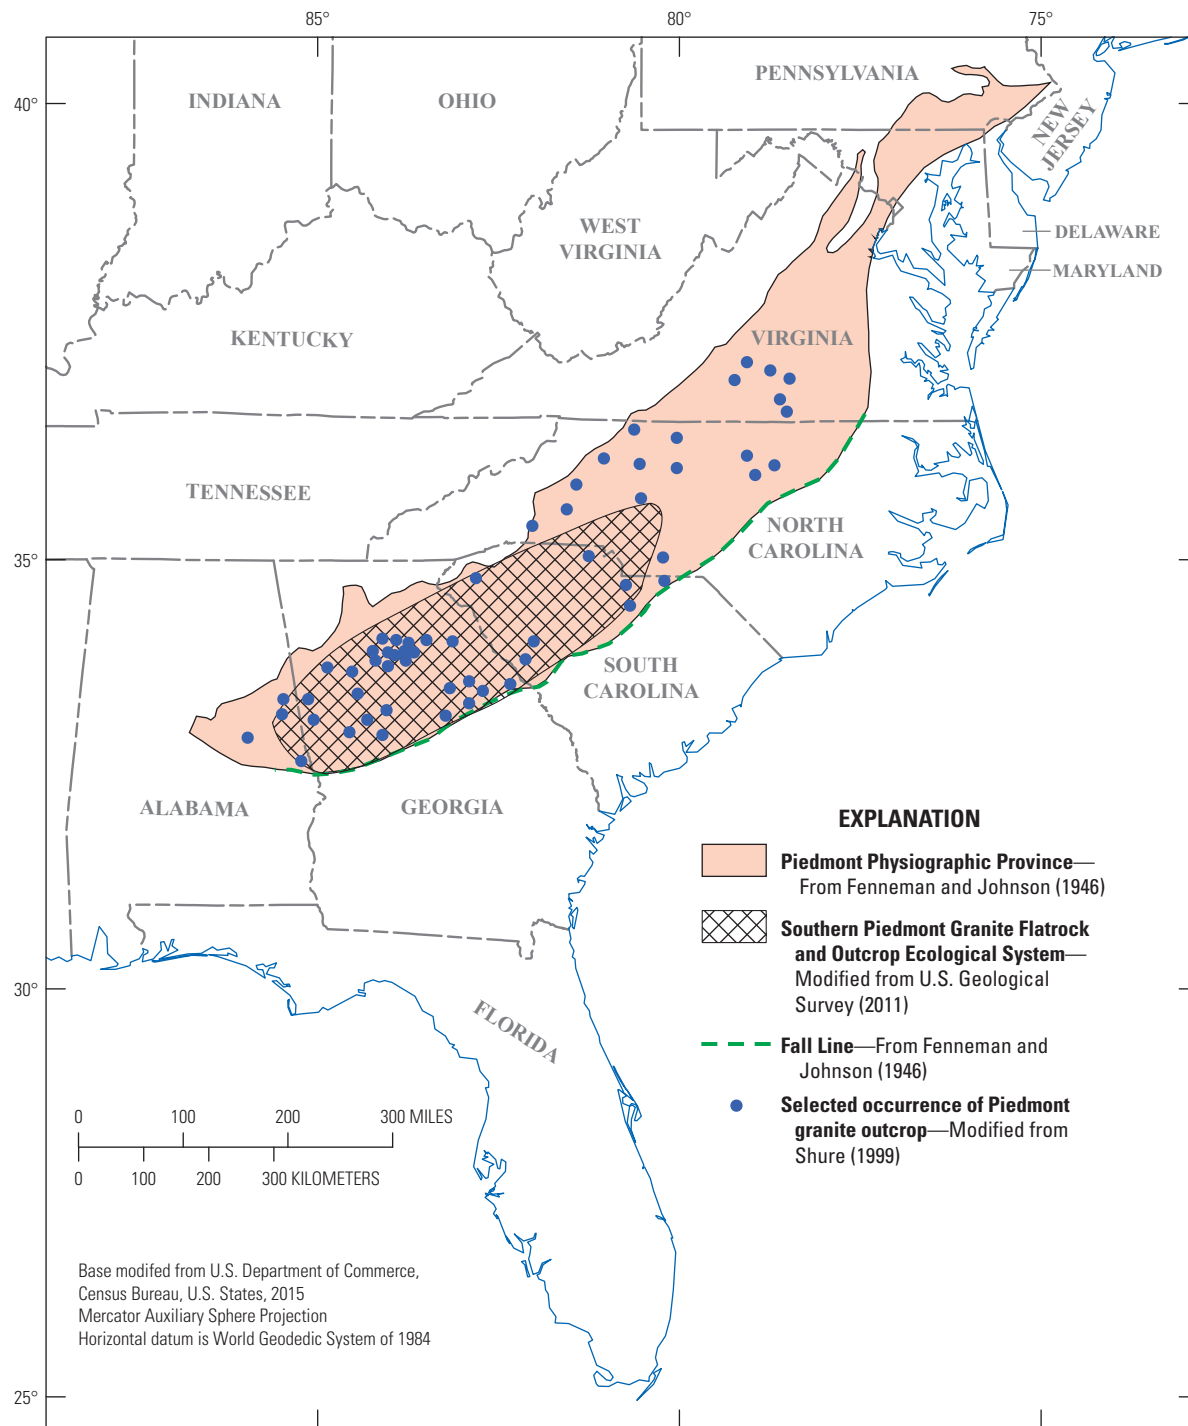 85°
80°
75°
40°
35°
30°
25°
PENNSYLVANIA
INDIANA
OHIO
NEW
JERSEY
WEST
VIRGINIA
DELAWARE
MARYLAND
KENTUCKY
VIRGINIA
TENNESSEE
NORTH
CAROLINA
SOUTH
CAROLINA
ALABAMA
GEORGIA
FLORIDA
EXPLANATION
Piedmont Physiographic Province—
From Fenneman and Johnson (1946)
Southern Piedmont Granite Flatrock
and Outcrop Ecological System—
Modified from U.S. Geological
Survey (2011)
Fall Line—From Fenneman and
Johnson (1946)
Selected occurrence of Piedmont
granite outcrop—Modified from
Shure (1999)
0 100 200 300 MILES
0 100 200 300 KILOMETERS
Base modifed from U.S. Department of Commerce,
Census Bureau, U.S. States, 2015
Mercator Auxiliary Sphere Projection
Horizontal datum is World Geodedic System of 1984